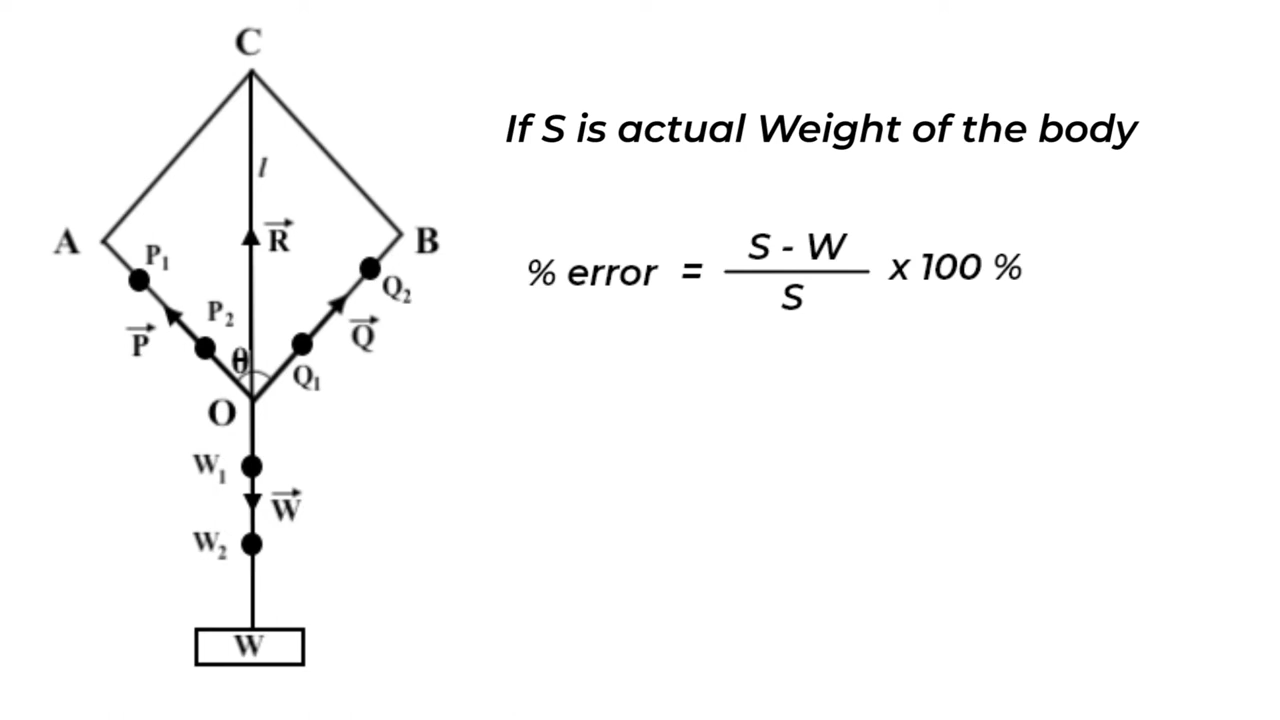 C
If S is actual Weight of the body
l
A
P₁
R⃗
B
% error = S - W / S x 100 %
Q₂
P₂
P⃗
Q⃗
θ
Q₁
O
W₁
W⃗
W₂
W